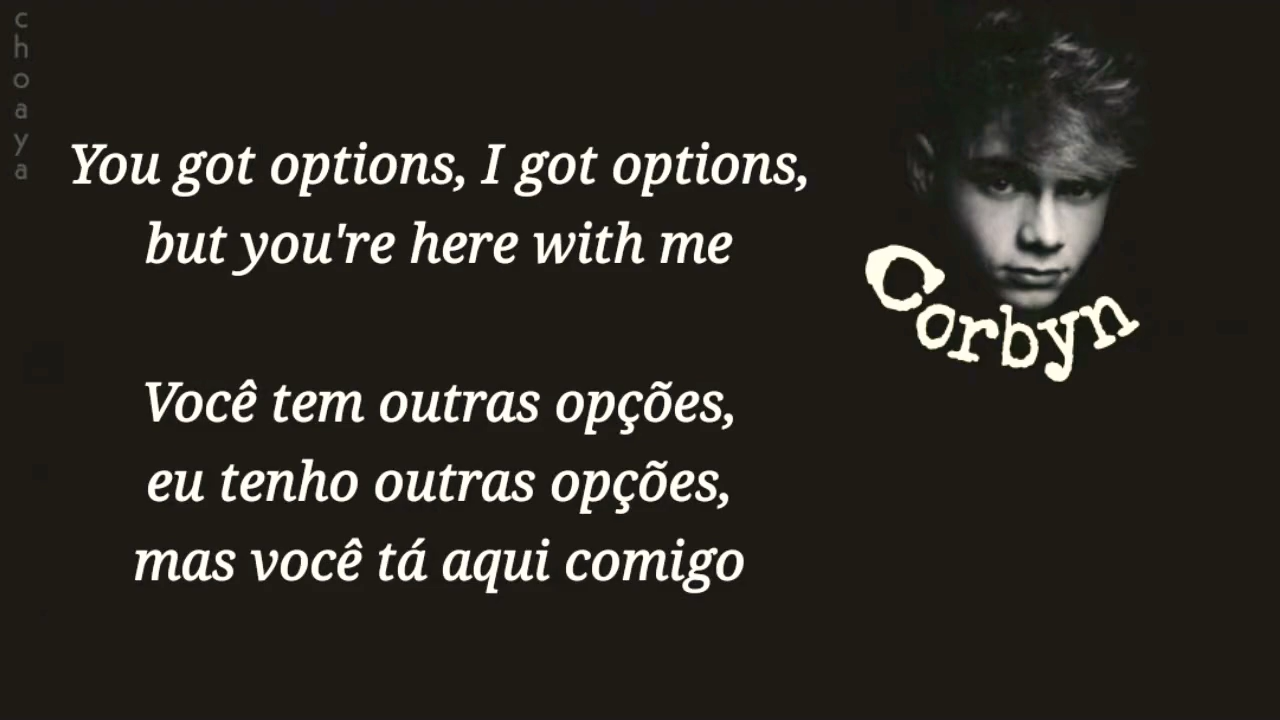 choaya
You got options, I got options,
but you're here with me
Corbyn
Você tem outras opções,
eu tenho outras opções,
mas você tá aqui comigo